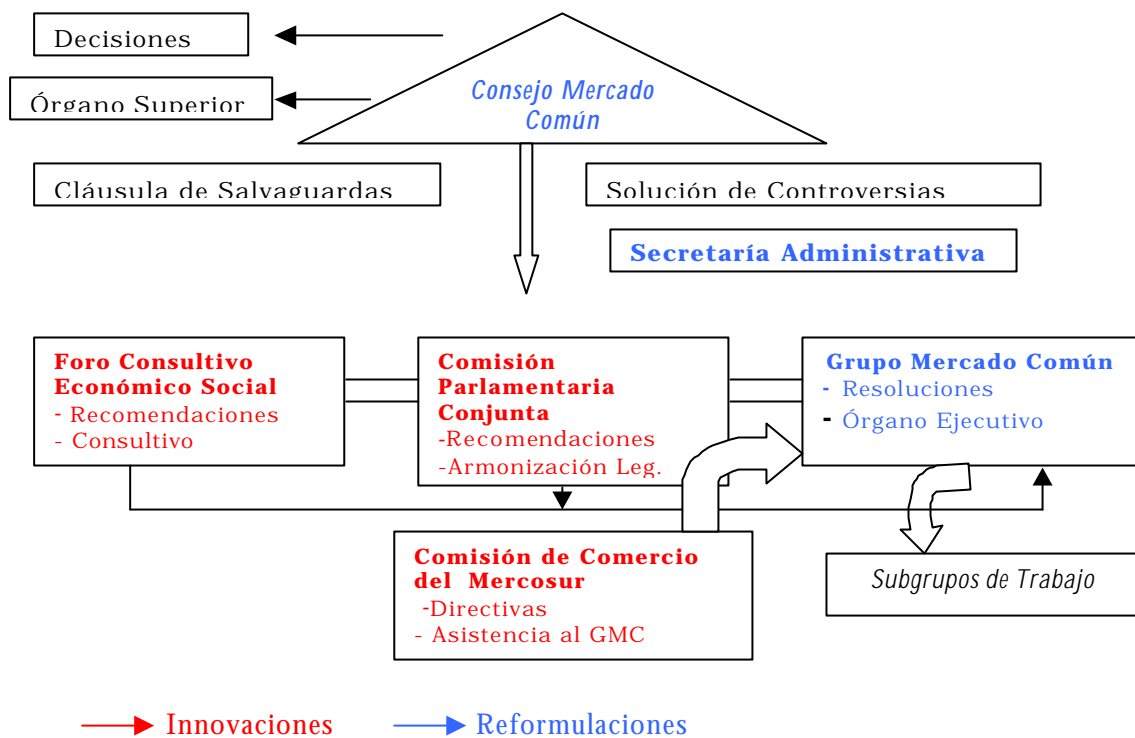 Decisiones
Órgano Superior
Consejo Mercado
Común
Cláusula de Salvaguardas
Solución de Controversias
Secretaría Administrativa
Foro Consultivo
Económico Social
- Recomendaciones
- Consultivo
Comisión
Parlamentaria
Conjunta
-Recomendaciones
-Armonización Leg.
Grupo Mercado Común
- Resoluciones
- Órgano Ejecutivo
Comisión de Comercio
del Mercosur
-Directivas
- Asistencia al GMC
Subgrupos de Trabajo
Innovaciones
Reformulaciones